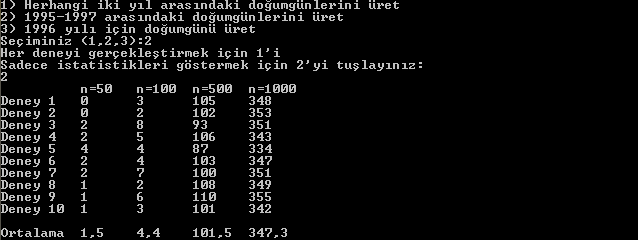 1) Herhangi iki yıl arasındaki doğumgünlerini üret
2) 1995-1997 arasındaki doğumgünlerini üret
3) 1996 yılı için doğumgünü üret
Seçiminiz (1,2,3):2
Her deneyi gerçekleştirmek için 1'i
Sadece istatistikleri göstermek için 2'yi tuşlayınız:
2
n=50 n=100 n=500 n=1000
Deney 1 0 3 105 348
Deney 2 0 2 102 353
Deney 3 2 8 93 351
Deney 4 2 5 106 343
Deney 5 4 4 87 334
Deney 6 2 4 103 347
Deney 7 2 7 100 351
Deney 8 1 2 108 349
Deney 9 1 6 110 355
Deney 10 1 3 101 342
Ortalama 1,5 4,4 101,5 347,3